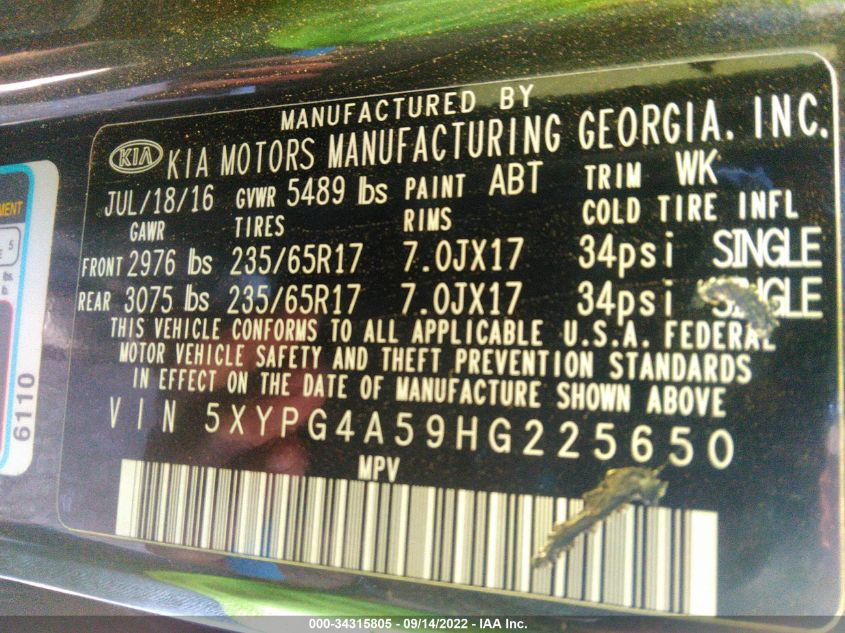 MANUFACTURED BY
KIA KIA MOTORS MANUFACTURING GEORGIA, INC.
JUL/18/16 GVWR 5489 lbs PAINT ABT TRIM WK
GAWR TIRES RIMS COLD TIRE INFL
FRONT 2976 lbs 235/65R17 7.0JX17 34psi SINGLE
REAR 3075 lbs 235/65R17 7.0JX17 34psi SINGLE
THIS VEHICLE CONFORMS TO ALL APPLICABLE U.S.A. FEDERAL
MOTOR VEHICLE SAFETY AND THEFT PREVENTION STANDARDS
IN EFFECT ON THE DATE OF MANUFACTURE SHOWN ABOVE
VIN 5XYPG4A59HG225650
MPV
5
lbs.
6110
000-34315805 - 09/14/2022 - IAA Inc.